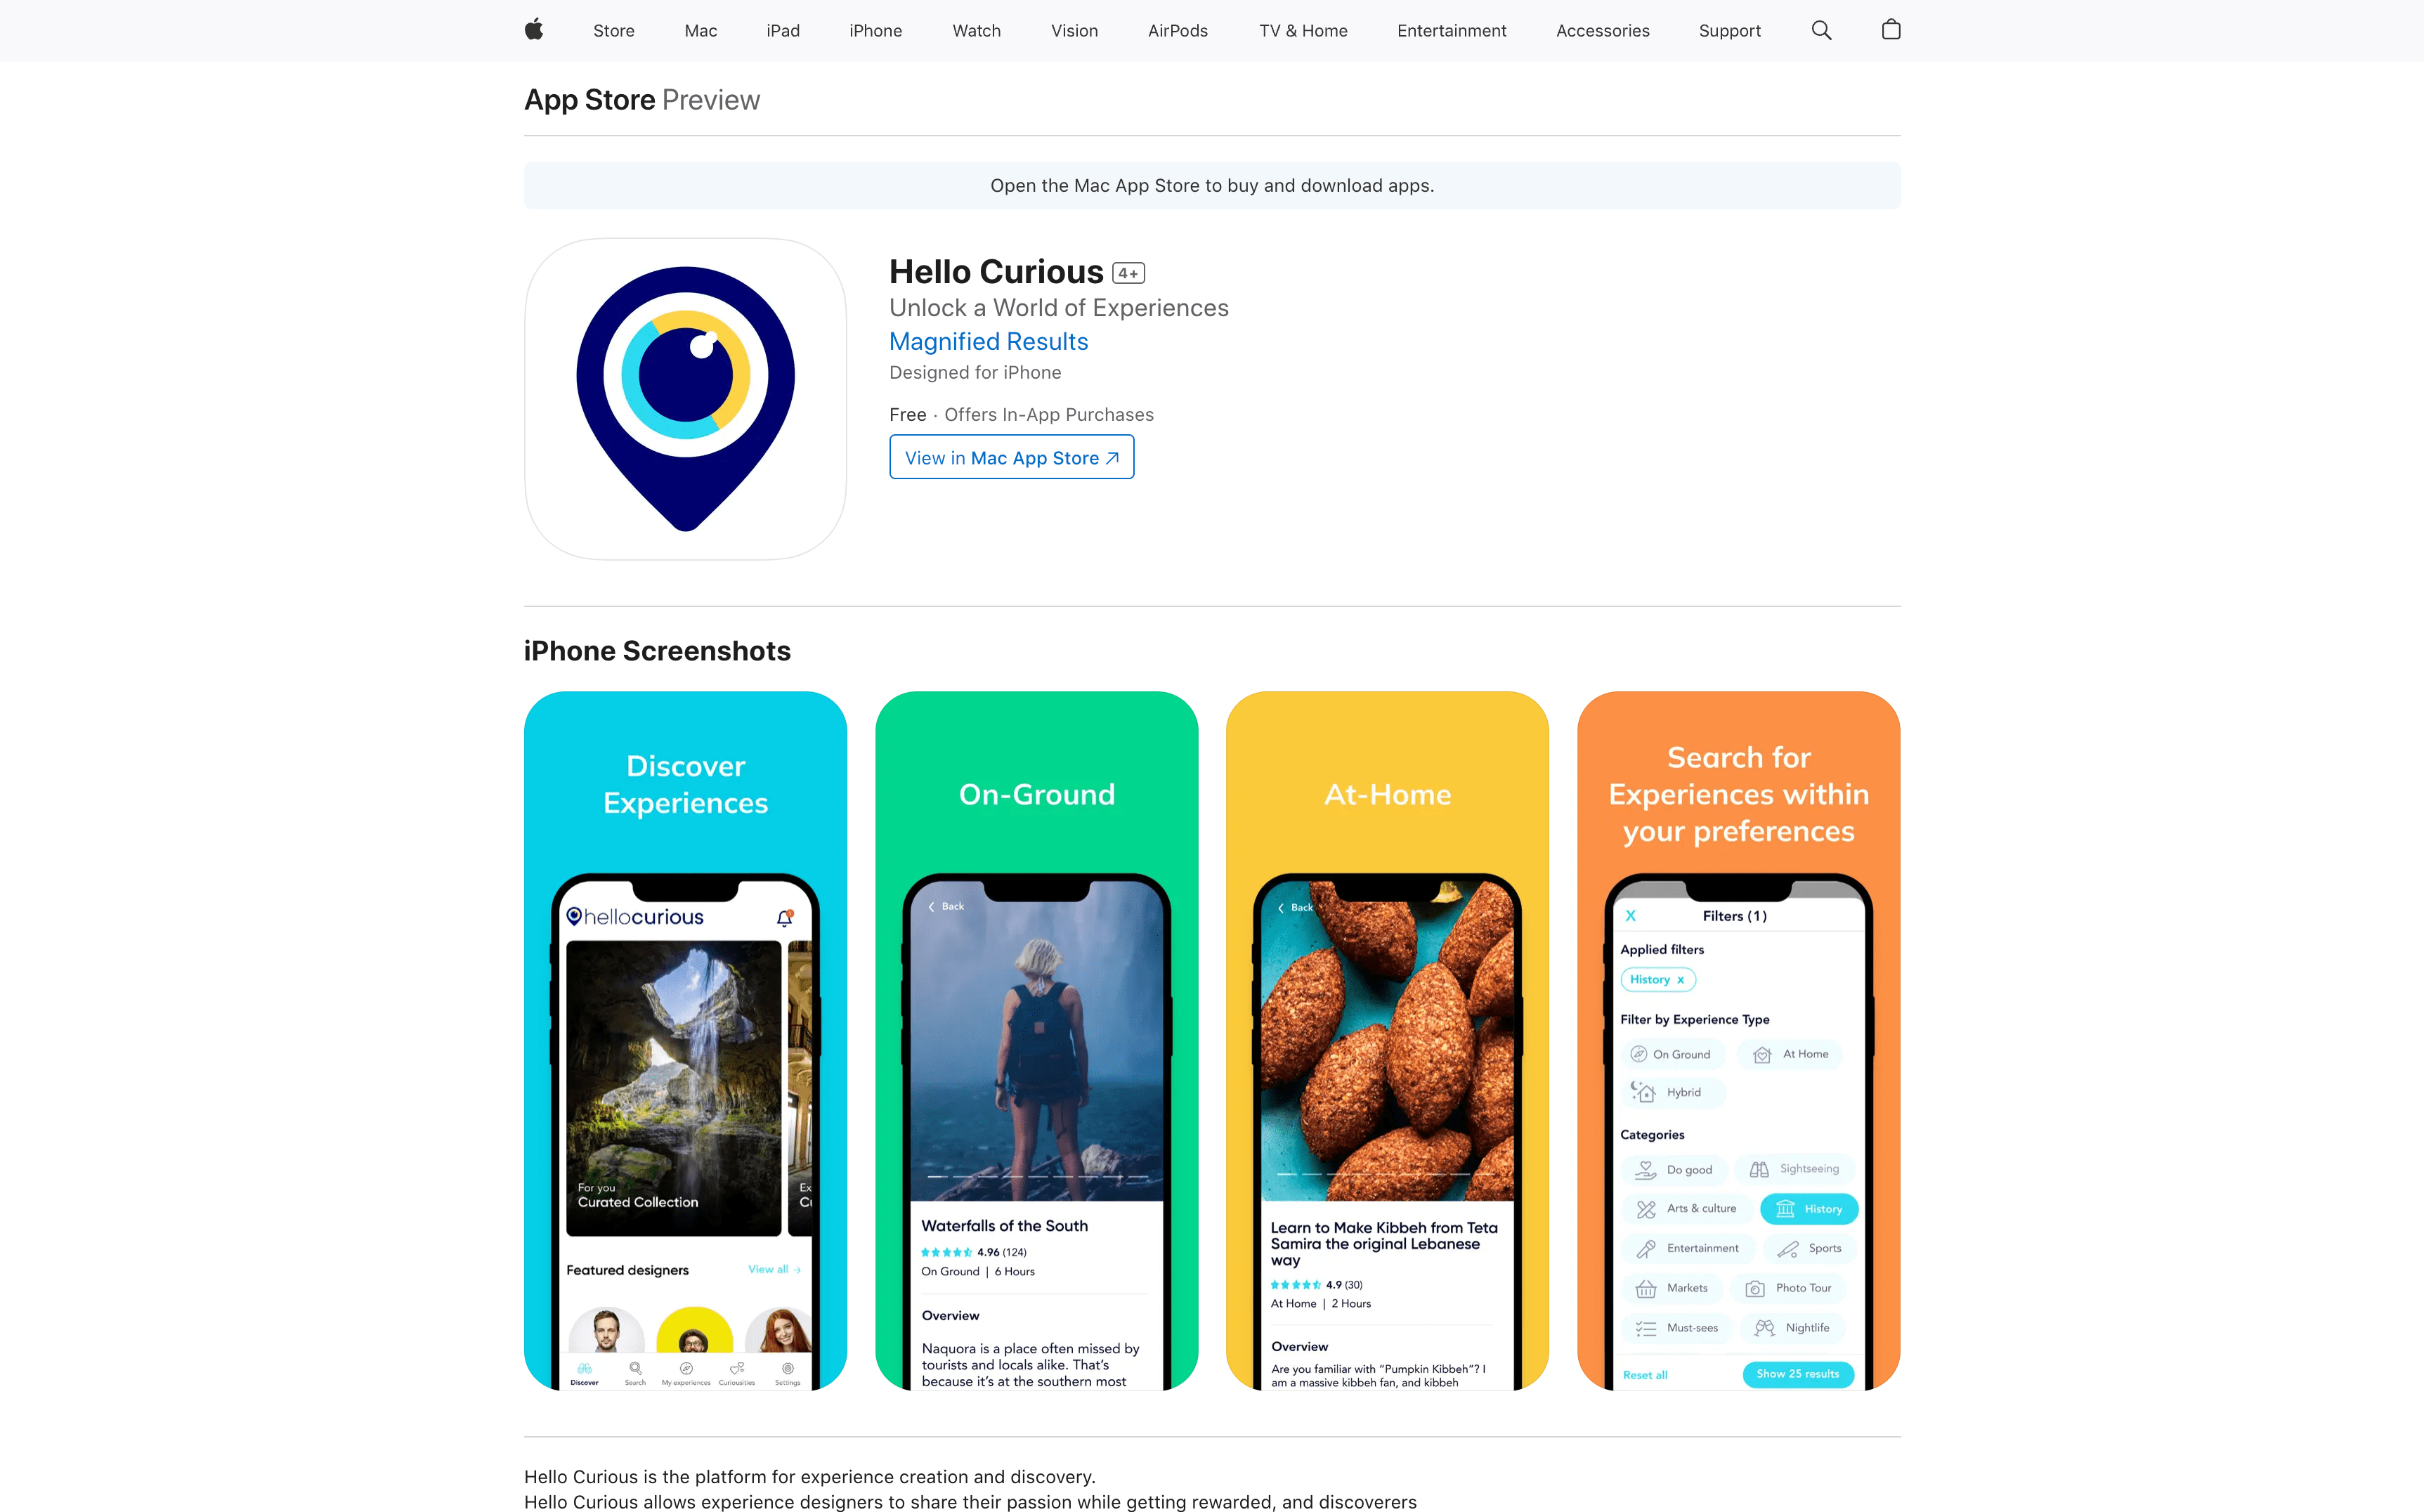 Store Mac iPad iPhone Watch Vision AirPods TV & Home Entertainment Accessories Support
App Store Preview
Open the Mac App Store to buy and download apps.
Hello Curious 4+
Unlock a World of Experiences
Magnified Results
Designed for iPhone
Free · Offers In-App Purchases
View in Mac App Store
iPhone Screenshots
Discover
Experiences
hellocurious
For you
Curated Collection
Ex
Cu
Featured designers View all →
Discover Search My experiences Curiousities Settings
On-Ground
Back
Waterfalls of the South
4.96 (124)
On Ground | 6 Hours
Overview
Naquora is a place often missed by
tourists and locals alike. That's
because it's at the southern most
At-Home
Back
Learn to Make Kibbeh from Teta
Samira the original Lebanese
way
4.9 (30)
At Home | 2 Hours
Overview
Are you familiar with "Pumpkin Kibbeh"? I
am a massive kibbeh fan, and kibbeh
Search for
Experiences within
your preferences
X Filters (1)
Applied filters
History x
Filter by Experience Type
On Ground At Home
Hybrid
Categories
Do good Sightseeing
Arts & culture History
Entertainment Sports
Markets Photo Tour
Must-sees Nightlife
Reset all Show 25 results
Hello Curious is the platform for experience creation and discovery.
Hello Curious allows experience designers to share their passion while getting rewarded, and discoverers